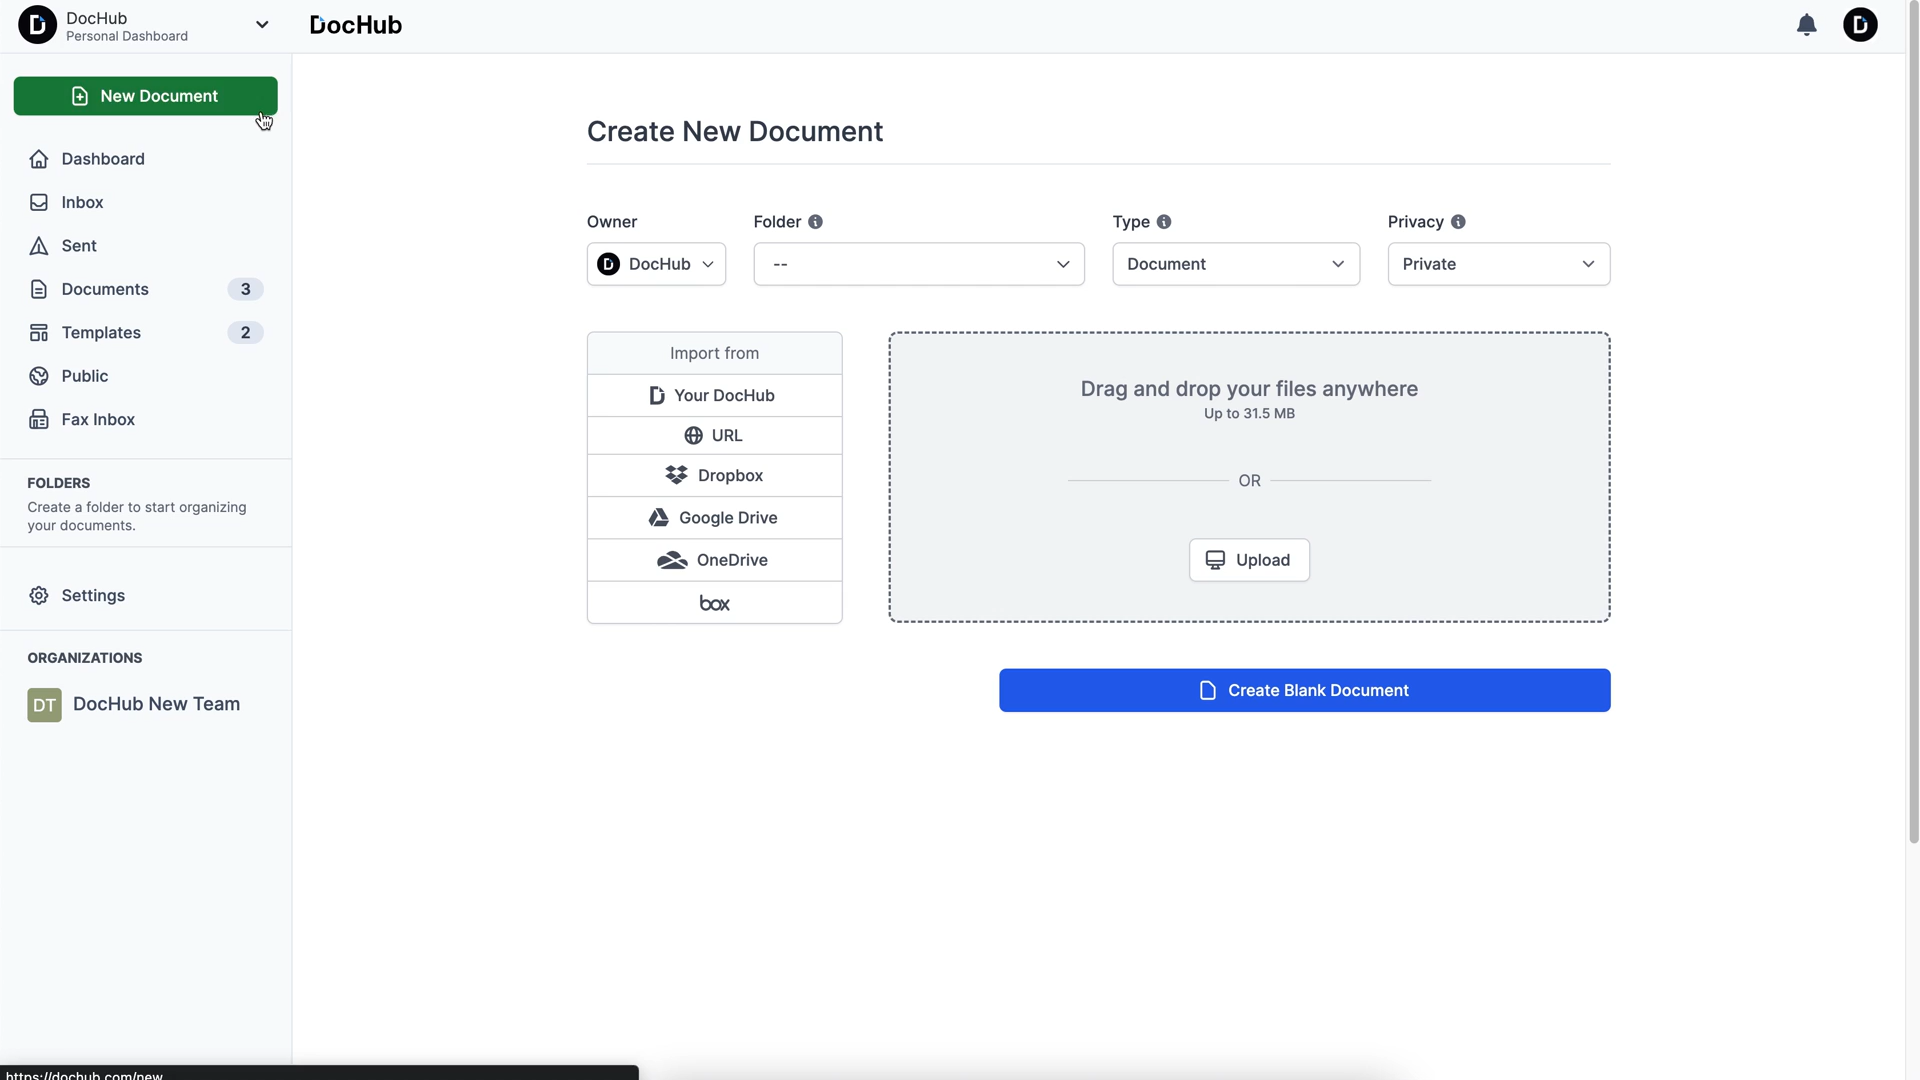 DocHub
Personal Dashboard
DocHub
New Document
Dashboard
Inbox
Sent
Documents 3
Templates 2
Public
Fax Inbox
FOLDERS
Create a folder to start organizing
your documents.
Settings
ORGANIZATIONS
DT DocHub New Team
Create New Document
Owner Folder Type Privacy
DocHub -- Document Private
Import from
Your DocHub
URL
Dropbox
Google Drive
OneDrive
box
Drag and drop your files anywhere
Up to 31.5 MB
OR
Upload
Create Blank Document
https://dochub.com/new